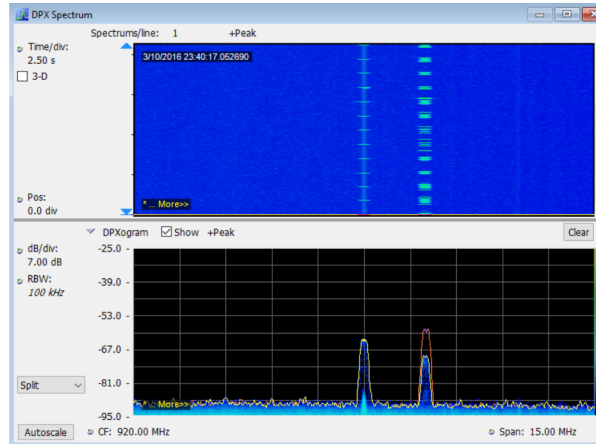 DPX Spectrum
Spectrums/line: 1 +Peak
Time/div:
2.50 s
3-D
3/10/2016 23:40:17.052690
Pos:
0.0 div
* ... More>>
DPXogram Show +Peak Clear
dB/div:
7.00 dB
RBW:
100 kHz
-25.0
-39.0
-53.0
-67.0
-81.0
-95.0
Split
* ... More>>
Autoscale CF: 920.00 MHz Span: 15.00 MHz